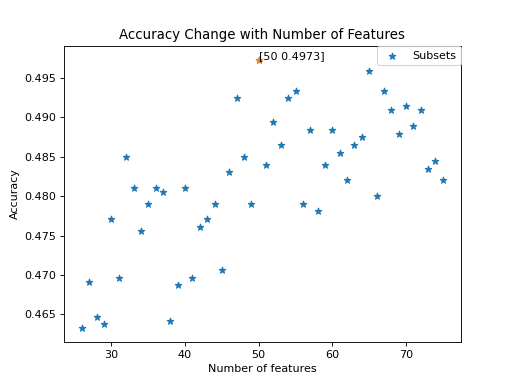 Accuracy Change with Number of Features
[50 0.4973]
Subsets
0.495
0.490
0.485
0.480
0.475
0.470
0.465
Accuracy
30 40 50 60 70
Number of features